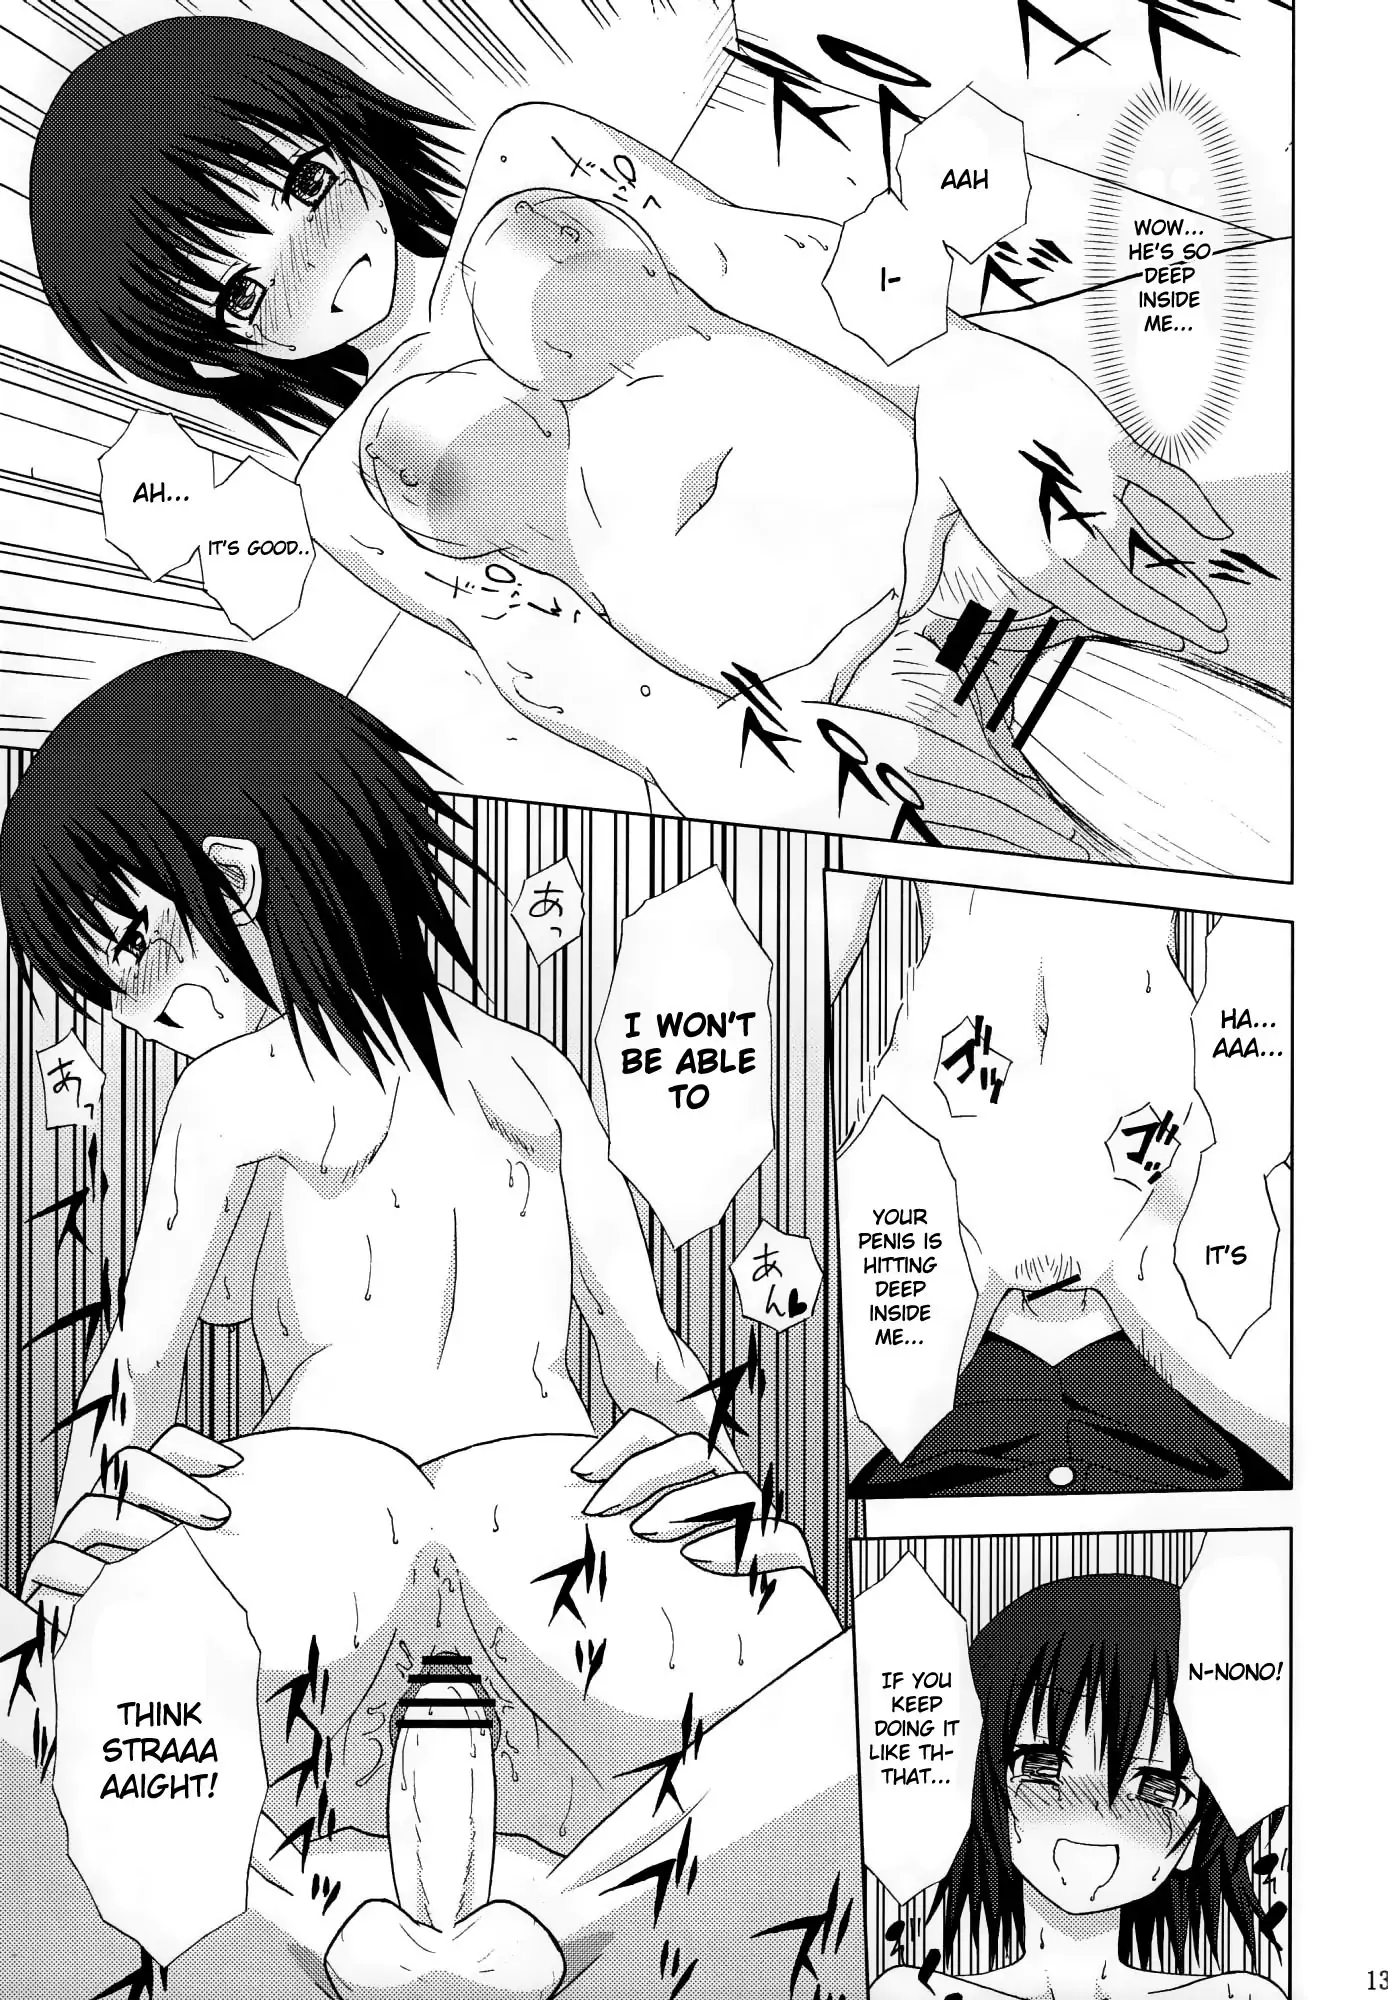 WOW...
HE'S SO
DEEP
INSIDE
ME...
AAH
I-
AH...
IT'S GOOD..
HA...
AAA...
IT'S
YOUR
PENIS IS
HITTING
DEEP
INSIDE
ME...
N-NONO!
IF YOU
KEEP
DOING IT
LIKE TH-
THAT...
I WON'T
BE ABLE
TO
あっ
あっ
あん♥
THINK
STRAAA
AAIGHT!
13